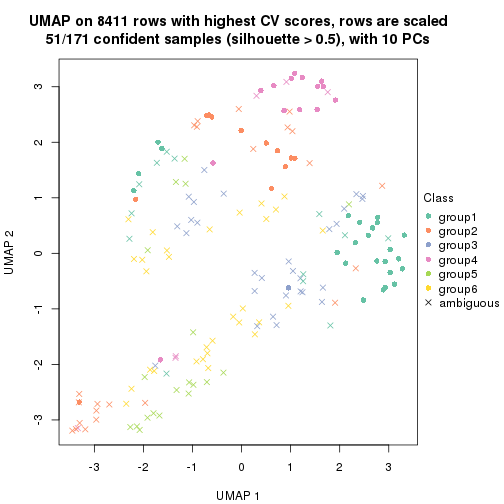 UMAP on 8411 rows with highest CV scores, rows are scaled
51/171 confident samples (silhouette > 0.5), with 10 PCs
3
2
1
0
-1
-2
-3
UMAP 2
-3 -2 -1 0 1 2 3
UMAP 1
Class
group1
group2
group3
group4
group5
group6
ambiguous